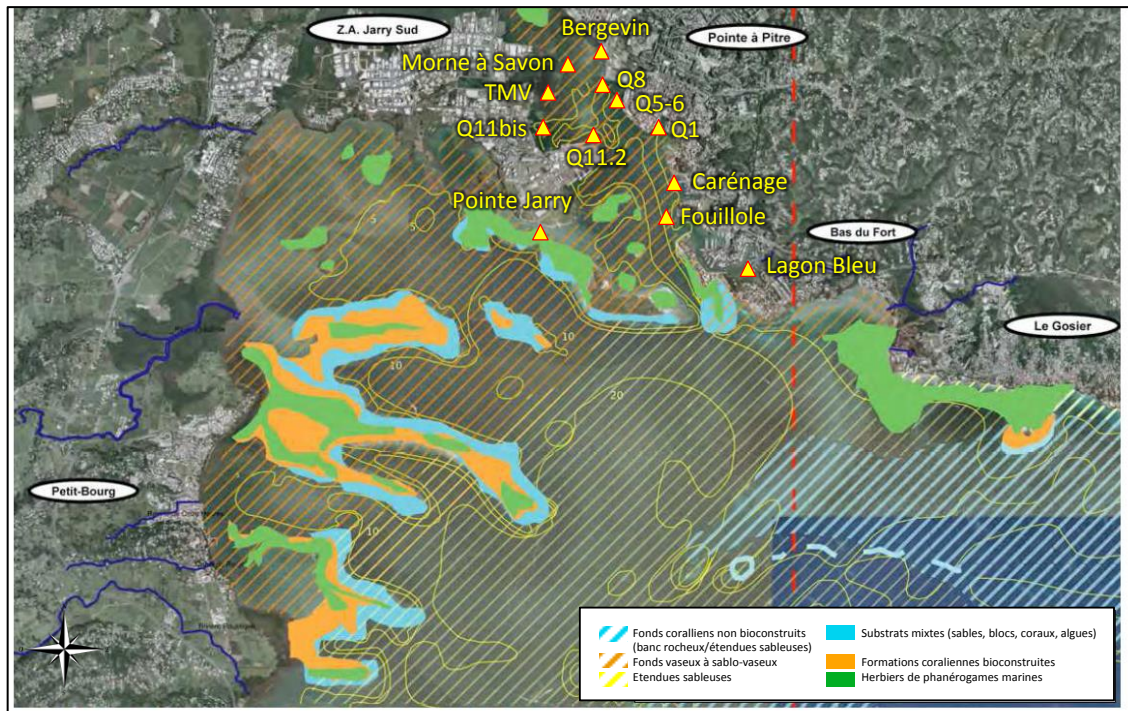 Z.A. Jarry Sud
Bergevin
Pointe à Pitre
Morne à Savon
TMV
Q8
Q5-6
Q11bis
Q1
Q11.2
Carénage
Pointe Jarry
Fouillole
Bas du Fort
Lagon Bleu
Le Gosier
5
5
10
10
20
Petit-Bourg
10
Fonds coralliens non bioconstruits
(banc rocheux/étendues sableuses)
Fonds vaseux à sablo-vaseux
Etendues sableuses
Substrats mixtes (sables, blocs, coraux, algues)
Formations coraliennes bioconstruites
Herbiers de phanérogames marines